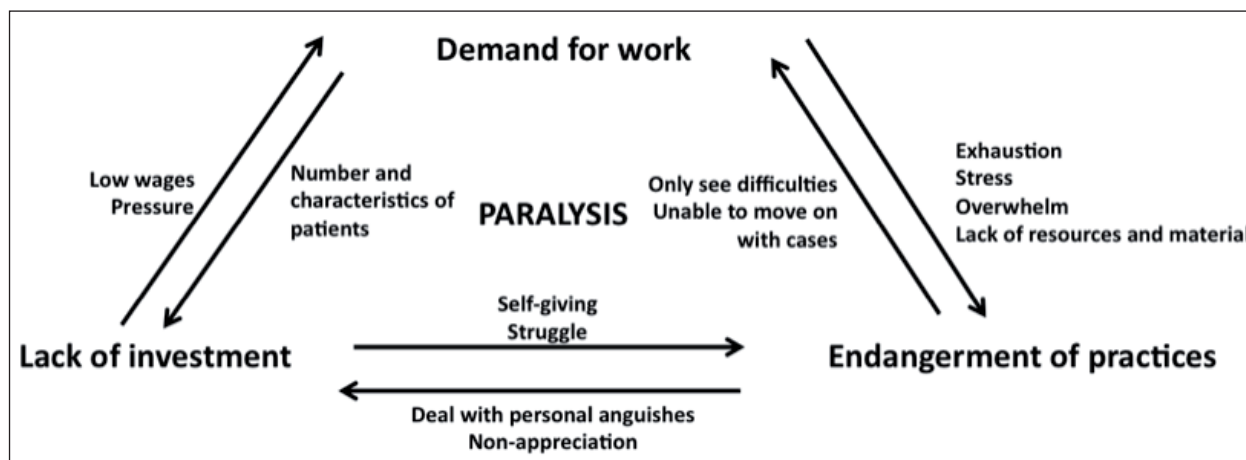 Demand for work
Low wages
Pressure
Number and
characteristics of
patients
PARALYSIS
Only see difficulties
Unable to move on
with cases
Exhaustion
Stress
Overwhelm
Lack of resources and material
Self-giving
Struggle
Lack of investment
Endangerment of practices
Deal with personal anguishes
Non-appreciation